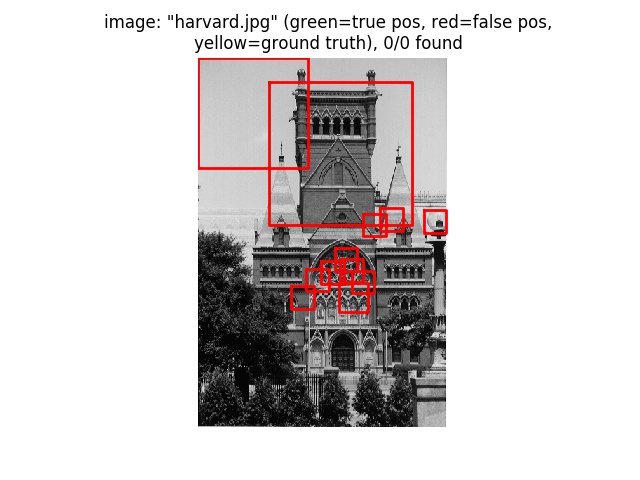 image: "harvard.jpg" (green=true pos, red=false pos,
yellow=ground truth), 0/0 found